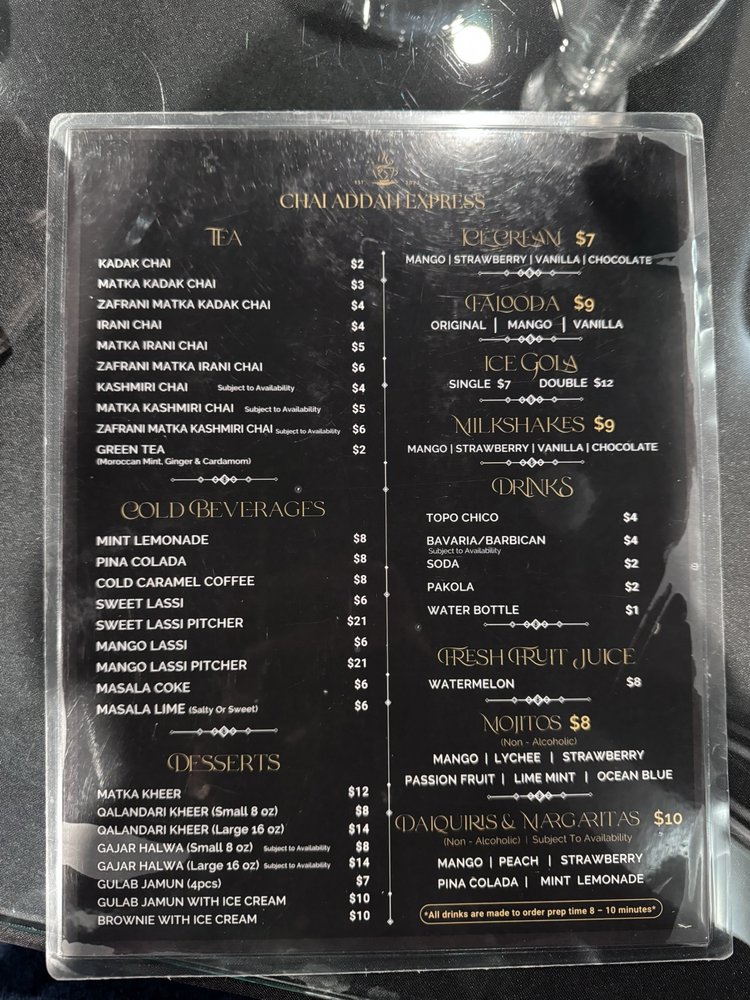 EST
CHAI ADDAH EXPRESS
TEA
KADAK CHAI $2
MATKA KADAK CHAI $3
ZAFRANI MATKA KADAK CHAI $4
IRANI CHAI $4
MATKA IRANI CHAI $5
ZAFRANI MATKA IRANI CHAI $6
KASHMIRI CHAI Subject to Availability $4
MATKA KASHMIRI CHAI Subject to Availability $5
ZAFRANI MATKA KASHMIRI CHAI Subject to Availability $6
GREEN TEA $2
(Moroccan Mint, Ginger & Cardamom)
COLD BEVERAGES
MINT LEMONADE $8
PINA COLADA $8
COLD CARAMEL COFFEE $8
SWEET LASSI $6
SWEET LASSI PITCHER $21
MANGO LASSI $6
MANGO LASSI PITCHER $21
MASALA COKE $6
MASALA LIME (Salty Or Sweet) $6
DESSERTS
MATKA KHEER $12
QALANDARI KHEER (Small 8 oz) $8
QALANDARI KHEER (Large 16 oz) $14
GAJAR HALWA (Small 8 oz) Subject to Availability $8
GAJAR HALWA (Large 16 oz) Subject to Availability $14
GULAB JAMUN (4pcs) $7
GULAB JAMUN WITH ICE CREAM $10
BROWNIE WITH ICE CREAM $10
ICE CREAM $7
MANGO | STRAWBERRY | VANILLA | CHOCOLATE
FALOODA $9
ORIGINAL | MANGO | VANILLA
ICE GOLA
SINGLE $7 DOUBLE $12
MILKSHAKES $9
MANGO | STRAWBERRY | VANILLA | CHOCOLATE
DRINKS
TOPO CHICO $4
BAVARIA/BARBICAN $4
Subject to Availability
SODA $2
PAKOLA $2
WATER BOTTLE $1
FRESH FRUIT JUICE
WATERMELON $8
MOJITOS $8
(Non - Alcoholic)
MANGO | LYCHEE | STRAWBERRY
PASSION FRUIT | LIME MINT | OCEAN BLUE
DAIQUIRIS & MARGARITAS $10
(Non - Alcoholic) | Subject To Availability
MANGO | PEACH | STRAWBERRY
PINA COLADA | MINT LEMONADE
*All drinks are made to order prep time 8 – 10 minutes*